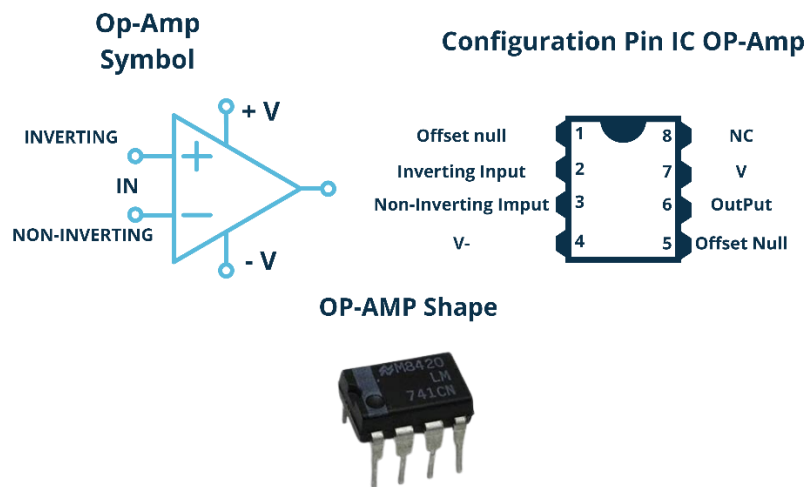 Op-Amp
Symbol
Configuration Pin IC OP-Amp
+ V
INVERTING
+
IN
−
NON-INVERTING
- V
Offset null
1
8
NC
Inverting Input
2
7
V
Non-Inverting Imput
3
6
OutPut
V-
4
5
Offset Null
OP-AMP Shape
M8420
LM
741CN